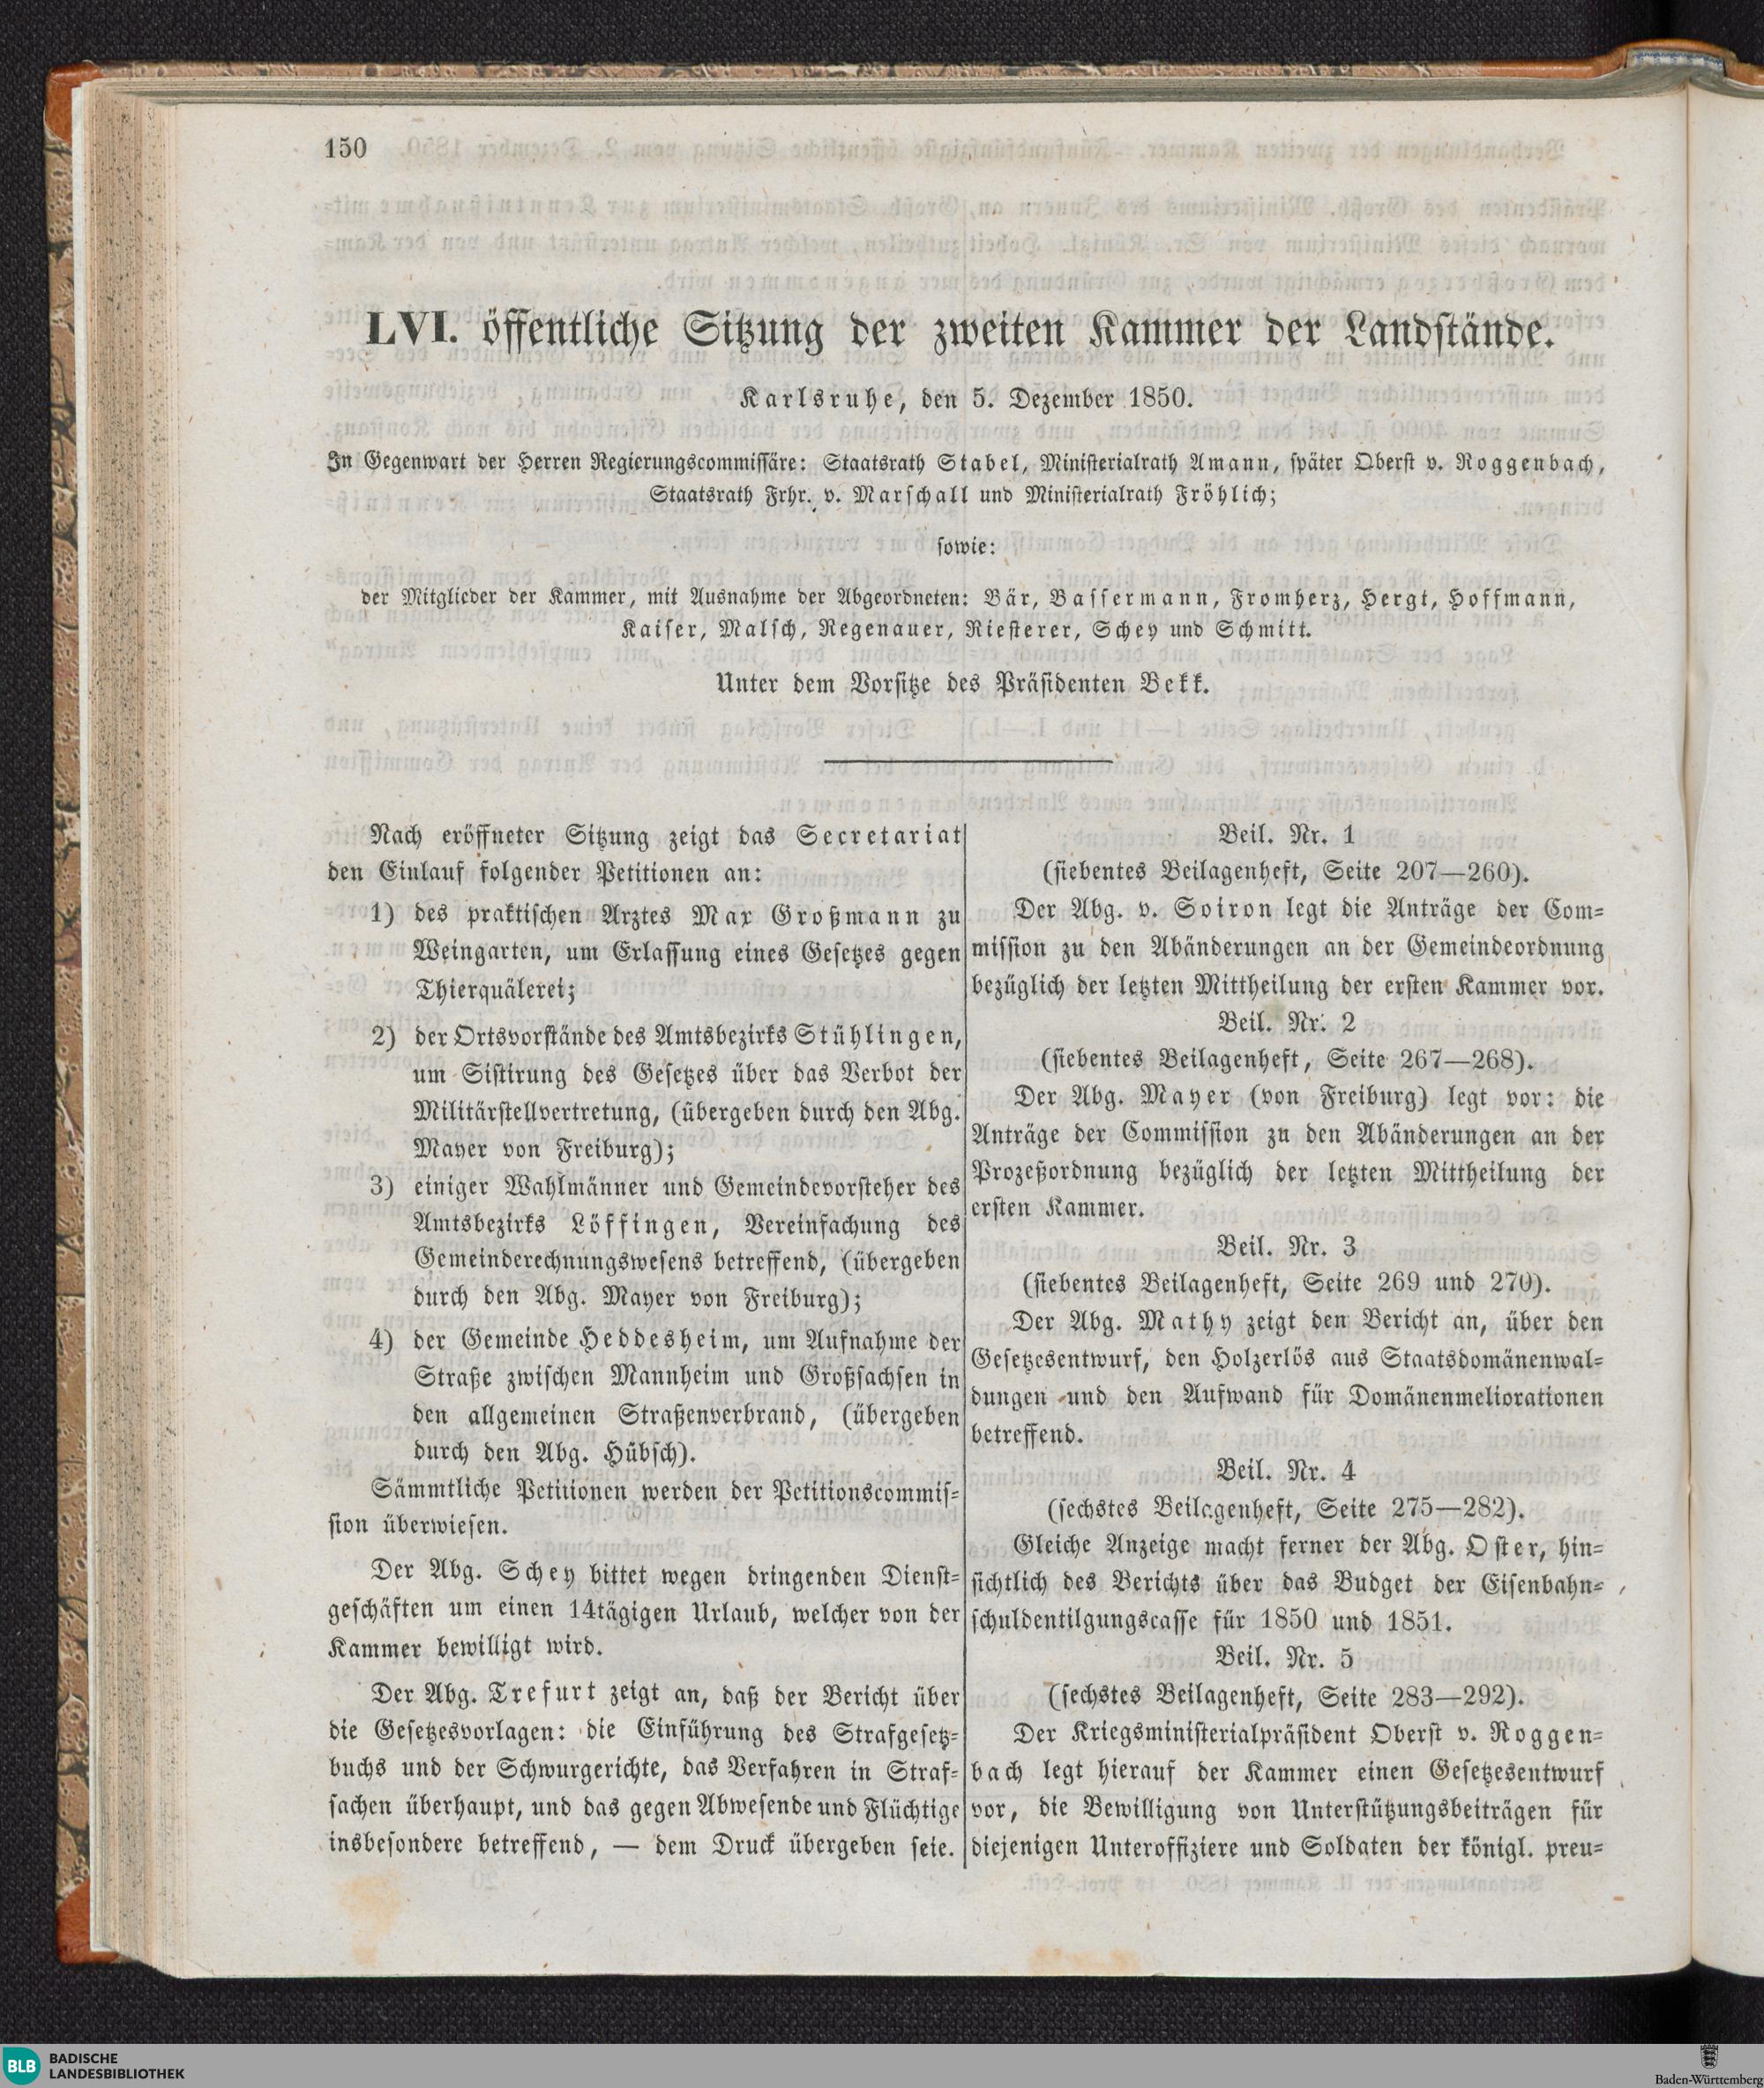 150
LVI. öffentliche Sitzung der zweiten Kammer der Landstände.
Karlsruhe, den 5. Dezember 1850.
In Gegenwart der Herren Regierungscommissäre: Staatsrath Stabel, Ministerialrath Amann, später Oberst v. Roggenbach,
Staatsrath Frhr. v. Marschall und Ministerialrath Fröhlich;
sowie:
der Mitglieder der Kammer, mit Ausnahme der Abgeordneten: Bär, Bassermann, Fromherz, Hergt, Hoffmann,
Kaiser, Malsch, Regenauer, Riesterer, Schey und Schmitt.
Unter dem Vorsitze des Präsidenten Bekk.
Nach eröffneter Sitzung zeigt das Secretariat
den Einlauf folgender Petitionen an:
1) des praktischen Arztes Max Großmann zu
Weingarten, um Erlassung eines Gesetzes gegen
Thierquälerei;
2) der Ortsvorstände des Amtsbezirks Stühlingen,
um Sistirung des Gesetzes über das Verbot der
Militärstellvertretung, (übergeben durch den Abg.
Mayer von Freiburg);
3) einiger Wahlmänner und Gemeindevorsteher des
Amtsbezirks Löffingen, Vereinfachung des
Gemeinderechnungswesens betreffend, (übergeben
durch den Abg. Mayer von Freiburg);
4) der Gemeinde Heddesheim, um Aufnahme der
Straße zwischen Mannheim und Großsachsen in
den allgemeinen Straßenverbrand, (übergeben
durch den Abg. Hübsch).
Sämmtliche Petitionen werden der Petitionscommis-
sion überwiesen.
Der Abg. Schey bittet wegen dringenden Dienst-
geschäften um einen 14tägigen Urlaub, welcher von der
Kammer bewilligt wird.
Der Abg. Trefurt zeigt an, daß der Bericht über
die Gesetzesvorlagen: die Einführung des Strafgesetz-
buchs und der Schwurgerichte, das Verfahren in Straf-
sachen überhaupt, und das gegen Abwesende und Flüchtige
insbesondere betreffend, — dem Druck übergeben seie.
Beil. Nr. 1
(siebentes Beilagenheft, Seite 207—260).
Der Abg. v. Soiron legt die Anträge der Com-
mission zu den Abänderungen an der Gemeindeordnung
bezüglich der letzten Mittheilung der ersten Kammer vor.
Beil. Nr. 2
(siebentes Beilagenheft, Seite 267—268).
Der Abg. Mayer (von Freiburg) legt vor: die
Anträge der Commission zu den Abänderungen an der
Prozeßordnung bezüglich der letzten Mittheilung der
ersten Kammer.
Beil. Nr. 3
(siebentes Beilagenheft, Seite 269 und 270).
Der Abg. Mathy zeigt den Bericht an, über den
Gesetzesentwurf, den Holzerlös aus Staatsdomänenwal-
dungen und den Aufwand für Domänenmeliorationen
betreffend.
Beil. Nr. 4
(sechstes Beilagenheft, Seite 275—282).
Gleiche Anzeige macht ferner der Abg. Oster, hin-
sichtlich des Berichts über das Budget der Eisenbahn-
schuldentilgungscasse für 1850 und 1851.
Beil. Nr. 5
(sechstes Beilagenheft, Seite 283—292).
Der Kriegsministerialpräsident Oberst v. Roggen-
bach legt hierauf der Kammer einen Gesetzesentwurf
vor, die Bewilligung von Unterstützungsbeiträgen für
diejenigen Unteroffiziere und Soldaten der königl. preu-
BLB
BADISCHE
LANDESBIBLIOTHEK
Baden-Württemberg